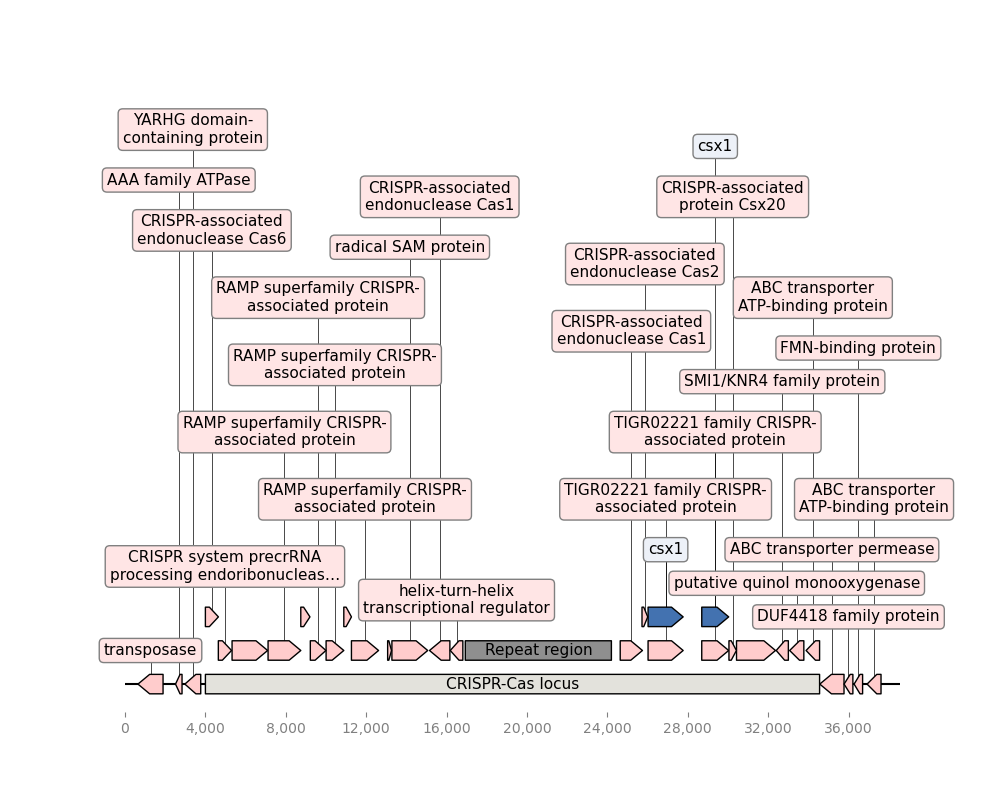 YARHG domain-
containing protein
csx1
AAA family ATPase
CRISPR-associated
endonuclease Cas1
CRISPR-associated
protein Csx20
CRISPR-associated
endonuclease Cas6
radical SAM protein
CRISPR-associated
endonuclease Cas2
RAMP superfamily CRISPR-
associated protein
ABC transporter
ATP-binding protein
CRISPR-associated
endonuclease Cas1
FMN-binding protein
RAMP superfamily CRISPR-
associated protein
SMI1/KNR4 family protein
RAMP superfamily CRISPR-
associated protein
TIGR02221 family CRISPR-
associated protein
RAMP superfamily CRISPR-
associated protein
TIGR02221 family CRISPR-
associated protein
ABC transporter
ATP-binding protein
csx1
ABC transporter permease
CRISPR system precrRNA
processing endoribonucleas...
putative quinol monooxygenase
helix-turn-helix
transcriptional regulator
DUF4418 family protein
transposase
Repeat region
CRISPR-Cas locus
0
4,000
8,000
12,000
16,000
20,000
24,000
28,000
32,000
36,000